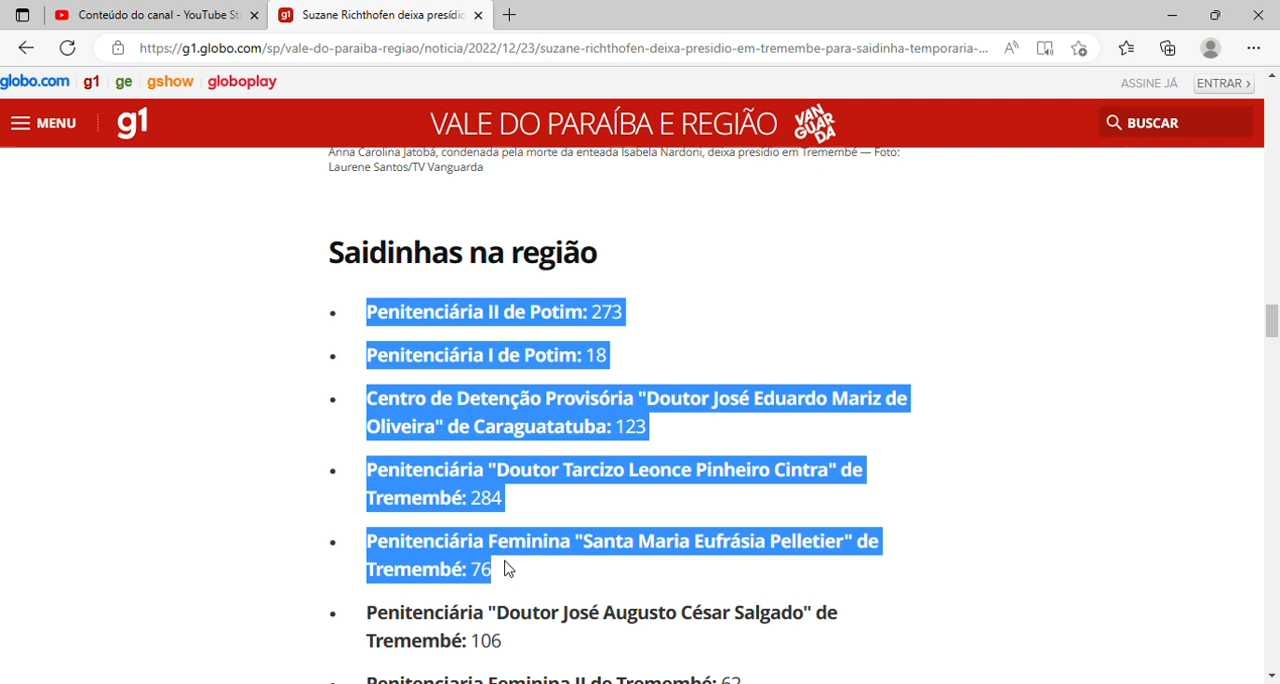 Conteúdo do canal - YouTube St
Suzane Richthofen deixa presídio
https://g1.globo.com/sp/vale-do-paraiba-regiao/noticia/2022/12/23/suzane-richthofen-deixa-presidio-em-tremembe-para-saidinha-temporaria-...
globo.com g1 ge gshow globoplay
ASSINE JÁ ENTRAR >
MENU g1 VALE DO PARAÍBA E REGIÃO VANGUARDA BUSCAR
Anna Carolina Jatobá, condenada pela morte da enteada Isabela Nardoni, deixa presídio em Tremembé — Foto:
Laurene Santos/TV Vanguarda
Saidinhas na região
• Penitenciária II de Potim: 273
• Penitenciária I de Potim: 18
• Centro de Detenção Provisória "Doutor José Eduardo Mariz de
Oliveira" de Caraguatatuba: 123
• Penitenciária "Doutor Tarcizo Leonce Pinheiro Cintra" de
Tremembé: 284
• Penitenciária Feminina "Santa Maria Eufrásia Pelletier" de
Tremembé: 76
• Penitenciária "Doutor José Augusto César Salgado" de
Tremembé: 106
• Penitenciaria Feminina II de Tremembé: 62